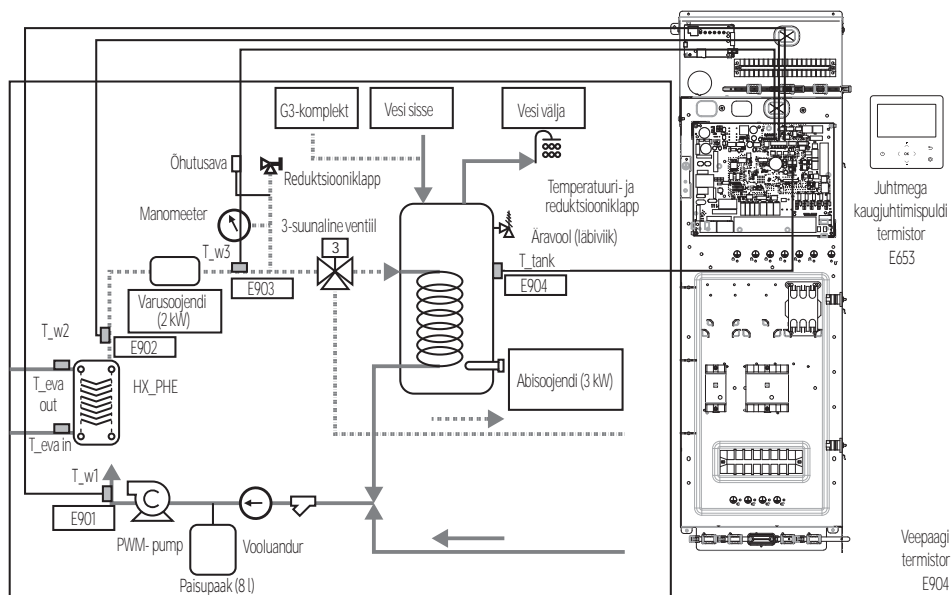 G3-komplekt
Vesi sisse
Vesi välja
Õhutusava
Reduktsiooniklapp
Manomeeter
3-suunaline ventiil
Temperatuuri- ja
reduktsiooniklapp
Äravool (läbiviik)
T_w3
3
T_tank
E903
E904
Varusoojendi
(2 kW)
T_w2
E902
T_eva
out
HX_PHE
Abisoojendi (3 kW)
T_eva in
T_w1
E901
C
PWM- pump
Vooluandur
Paisupaak (8 l)
OK
Juhtmega
kaugjuhtimispuldi
termistor
E653
Veepaagi
termistor
E904